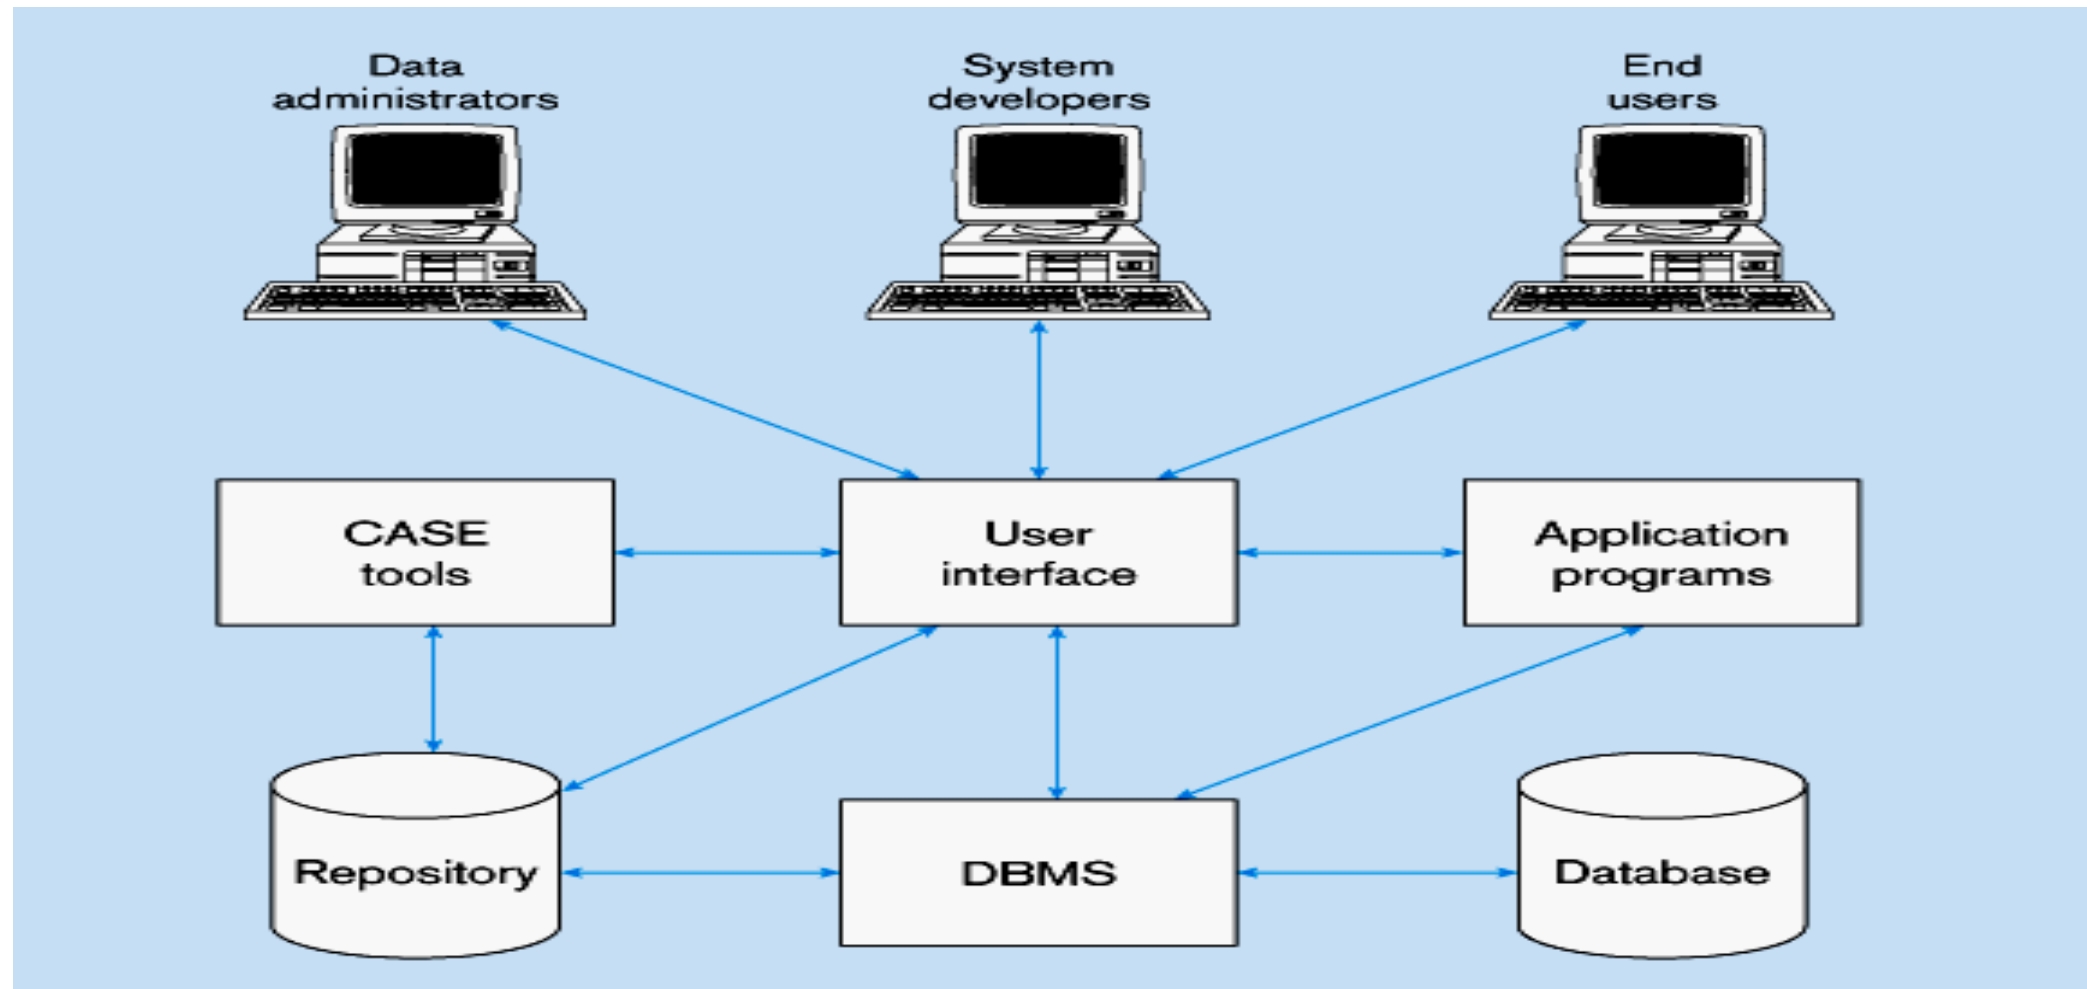 Data
administrators
System
developers
End
users
CASE
tools
User
interface
Application
programs
Repository
DBMS
Database